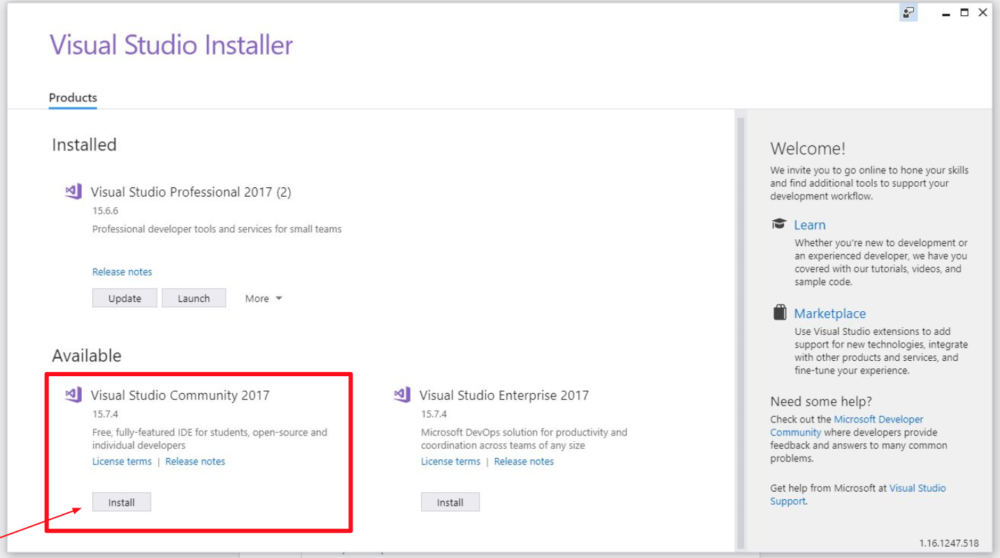 Visual Studio Installer
Products
Installed
Visual Studio Professional 2017 (2)
15.6.6
Professional developer tools and services for small teams
Release notes
Update
Launch
More
Available
Visual Studio Community 2017
15.7.4
Free, fully-featured IDE for students, open-source and
individual developers
License terms | Release notes
Install
Visual Studio Enterprise 2017
15.7.4
Microsoft DevOps solution for productivity and
coordination across teams of any size
License terms | Release notes
Install
Welcome!
We invite you to go online to hone your skills
and find additional tools to support your
development workflow.
Learn
Whether you're new to development or
an experienced developer, we have you
covered with our tutorials, videos, and
sample code.
Marketplace
Use Visual Studio extensions to add
support for new technologies, integrate
with other products and services, and
fine-tune your experience.
Need some help?
Check out the Microsoft Developer
Community where developers provide
feedback and answers to many common
problems.
Get help from Microsoft at Visual Studio
Support.
1.16.1247.518